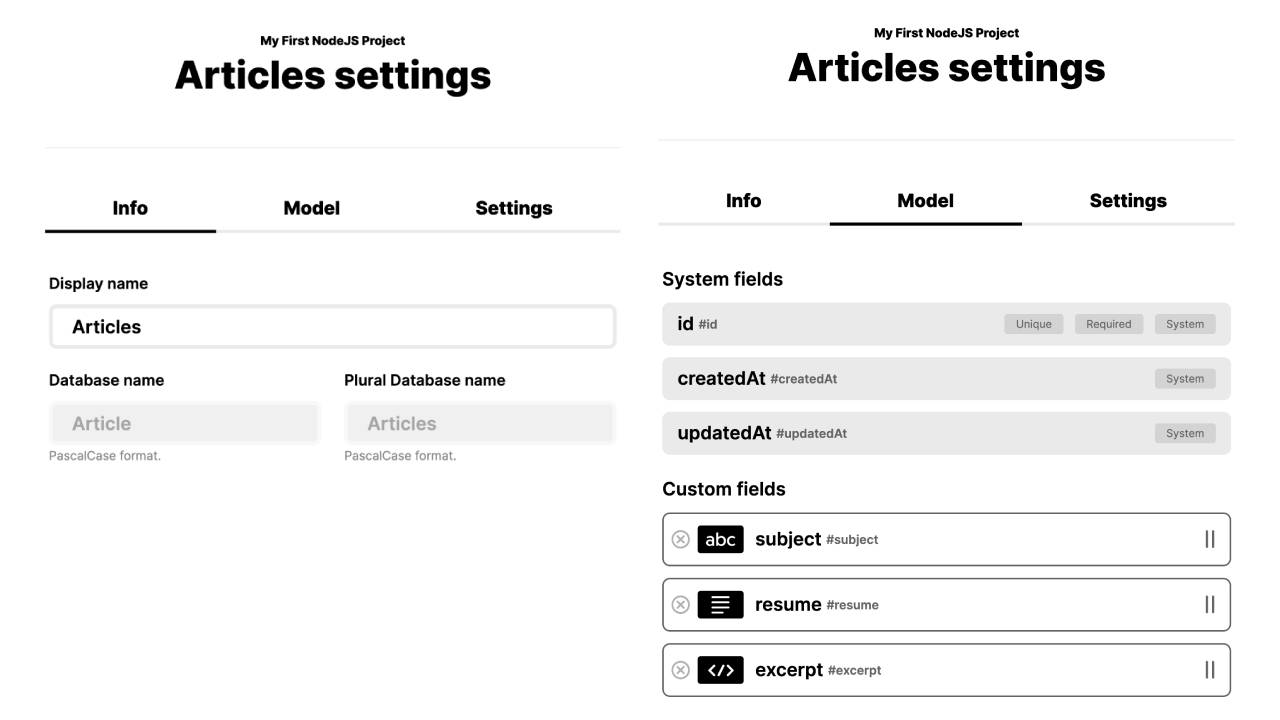 My First NodeJS Project
Articles settings
Info Model Settings
Display name
Articles
Database name Plural Database name
Article Articles
PascalCase format. PascalCase format.
My First NodeJS Project
Articles settings
Info Model Settings
System fields
id #id Unique Required System
createdAt #createdAt System
updatedAt #updatedAt System
Custom fields
abc subject #subject
resume #resume
</> excerpt #excerpt